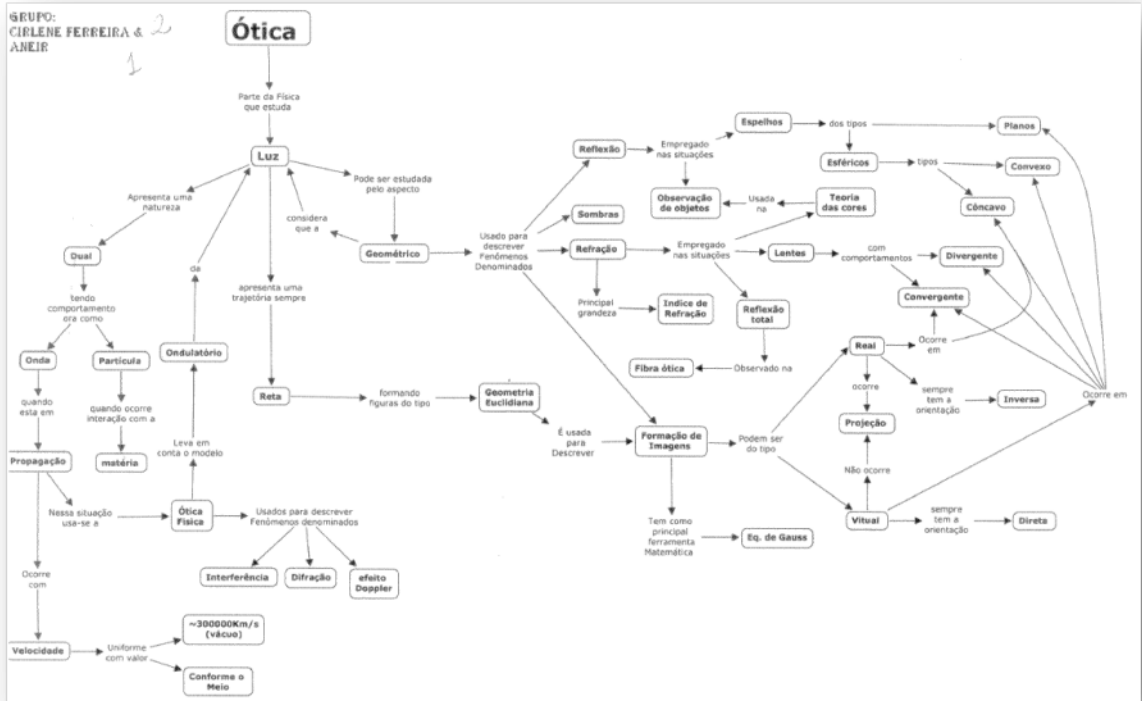 GRUPO:
CIRLENE FERREIRA & 2
ANEIR
1
Ótica
Parte da Física
que estuda
Luz
Apresenta uma
natureza
Dual
tendo
comportamento
ora como
Onda
Partícula
quando
esta em
quando ocorre
interação com a
Propagação
matéria
Nessa situação
usa-se a
Ótica
Física
Leva em
conta o modelo
Ondulatório
da
Usados para descrever
Fenômenos denominados
Interferência
Difração
efeito
Doppler
Ocorre
com
Velocidade
Uniforme
com valor
~300000Km/s
(vácuo)
Conforme o
Meio
apresenta uma
trajetória sempre
Reta
formando
figuras do tipo
Geometria
Euclidiana
É usada
para
Descrever
considera
que a
Pode ser estudada
pelo aspecto
Geométrico
Usado para
descrever
Fenômenos
Denominados
Reflexão
Empregado
nas situações
Espelhos
dos tipos
Planos
Esféricos
tipos
Convexo
Côncavo
Observação
de objetos
Usada
na
Teoria
das cores
Sombras
Refração
Empregado
nas situações
Lentes
com
comportamentos
Divergente
Convergente
Principal
grandeza
Indice de
Refração
Reflexão
total
Observado na
Fibra ótica
Formação de
Imagens
Podem ser
do tipo
Real
Ocorre
em
ocorre
sempre
tem a
orientação
Inversa
Projeção
Não ocorre
Vitual
sempre
tem a
orientação
Direta
Ocorre em
Tem como
principal
ferramenta
Matemática
Eq. de Gauss